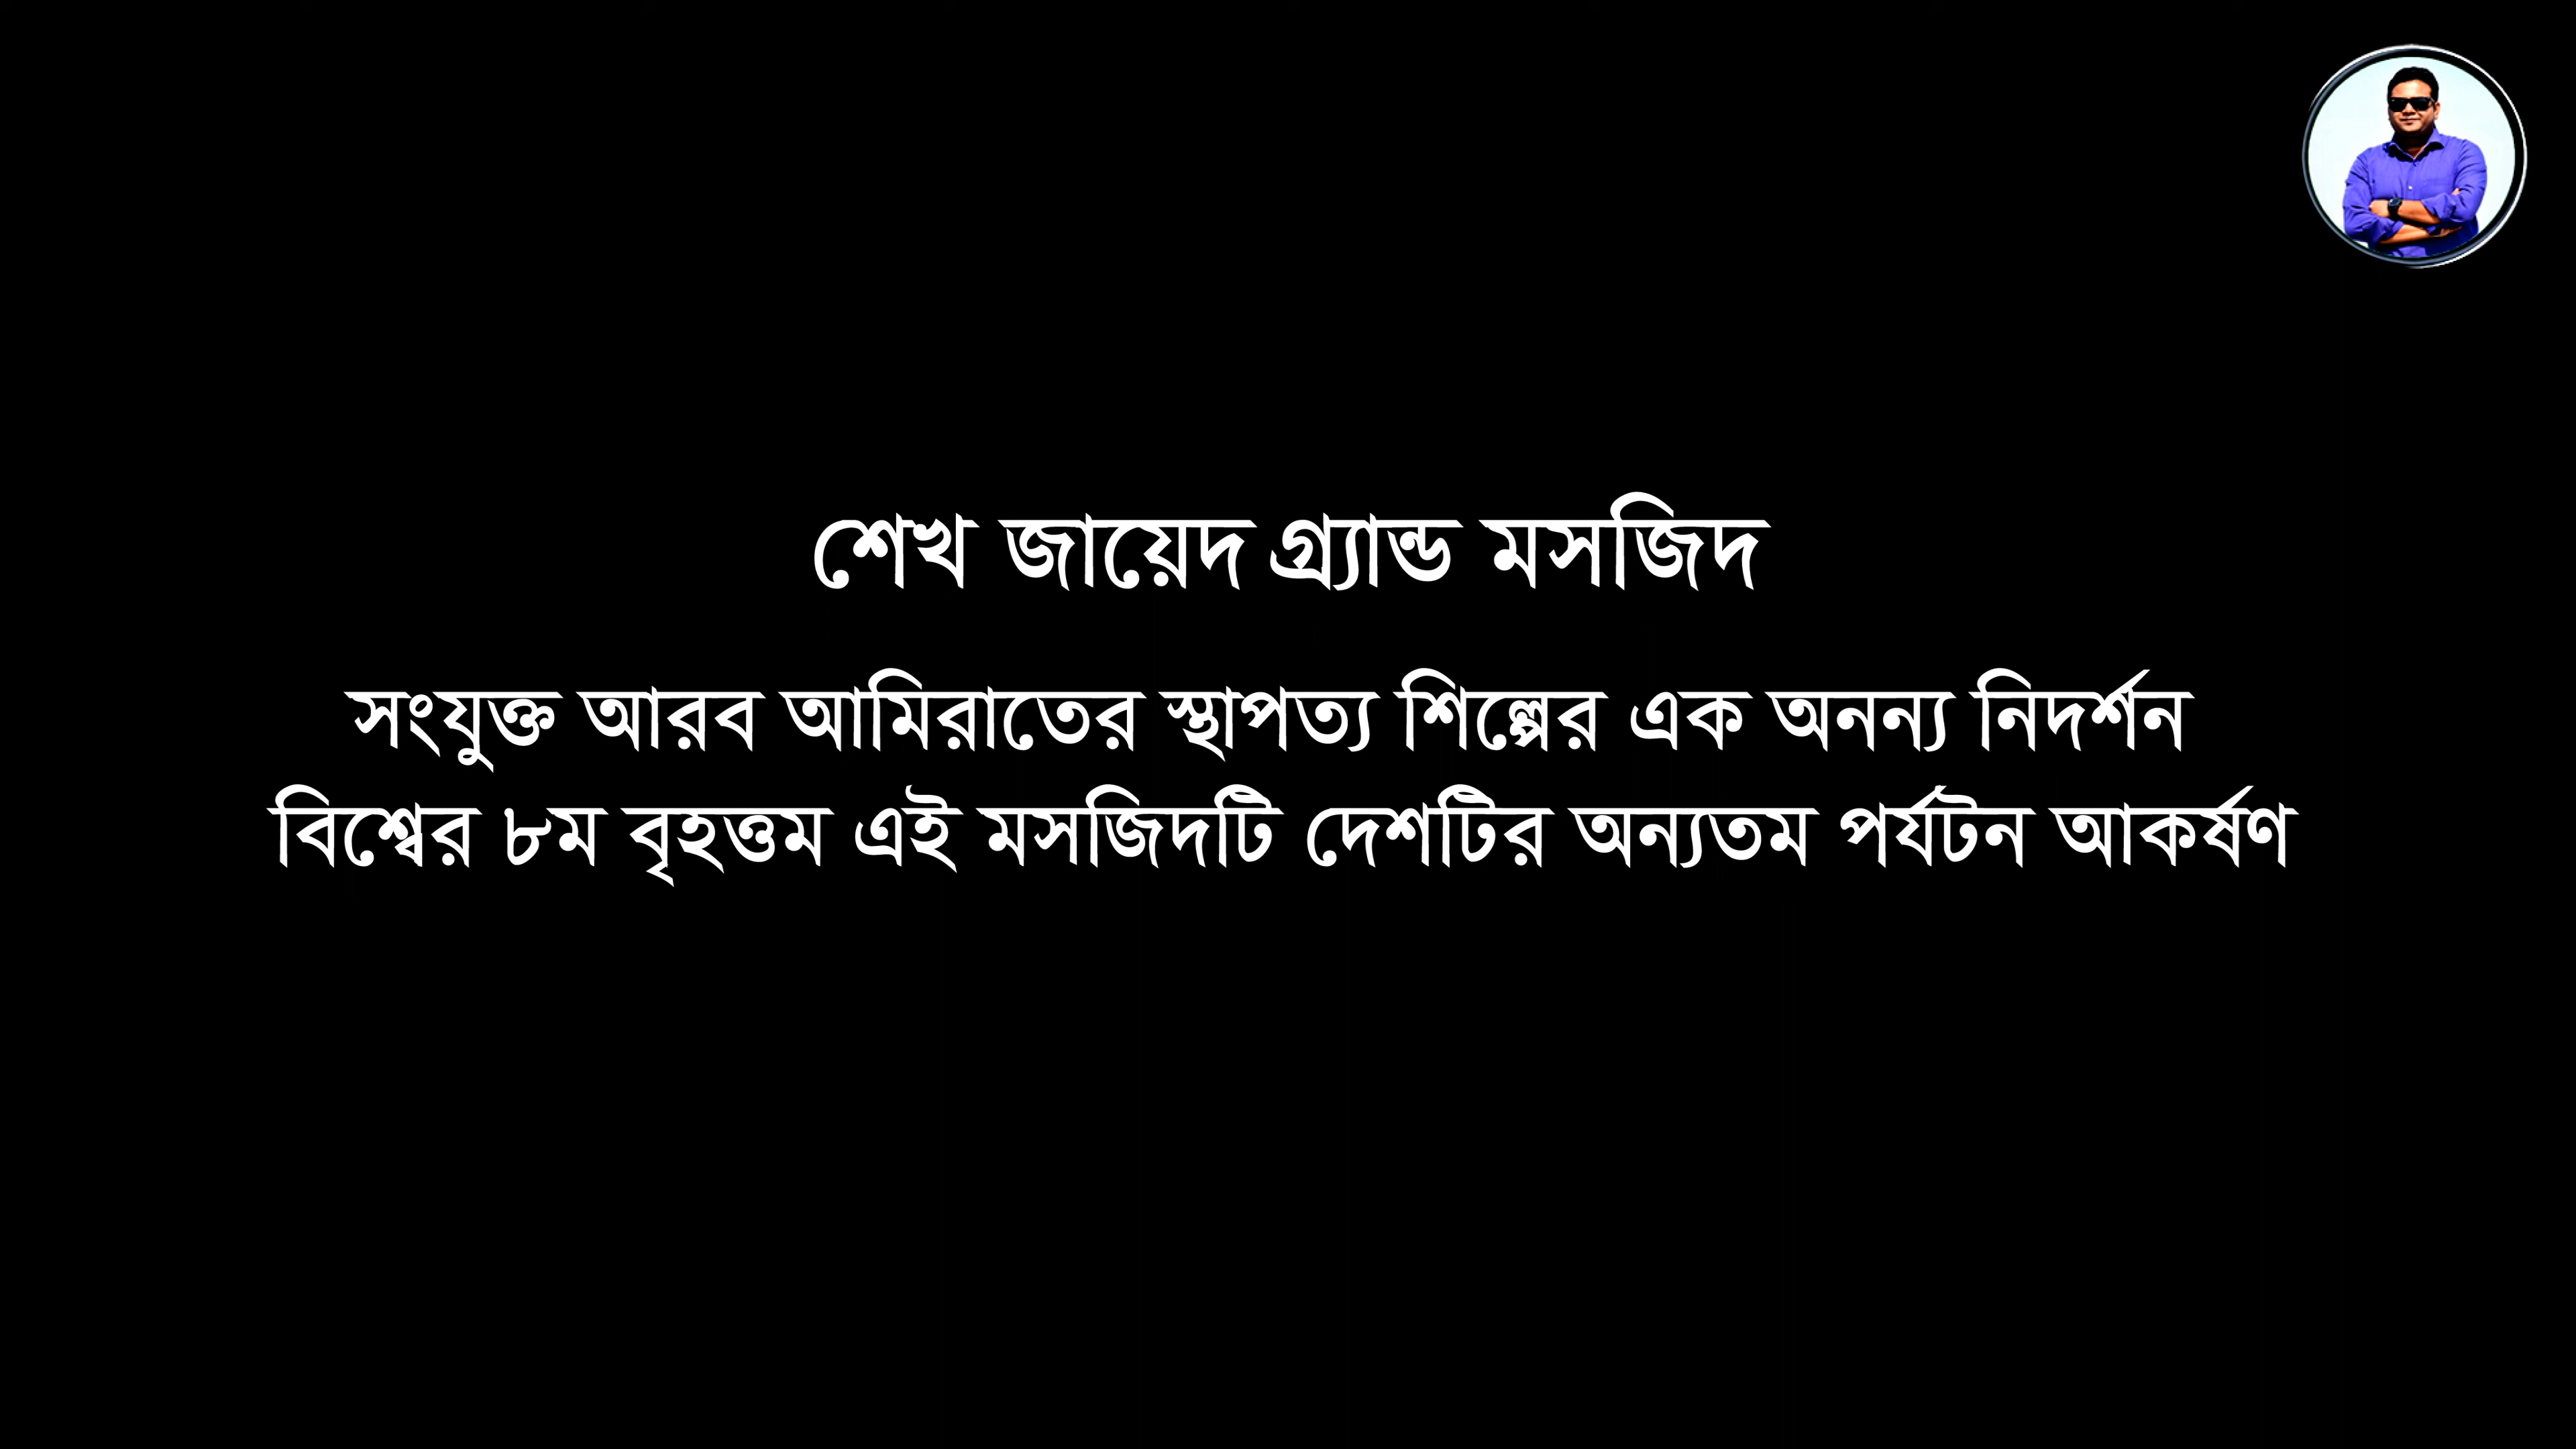 শেখ জায়েদ গ্র্যান্ড মসজিদ
সংযুক্ত আরব আমিরাতের স্থাপত্য শিল্পের এক অনন্য নিদর্শন
বিশ্বের ৮ম বৃহত্তম এই মসজিদটি দেশটির অন্যতম পর্যটন আকর্ষণ